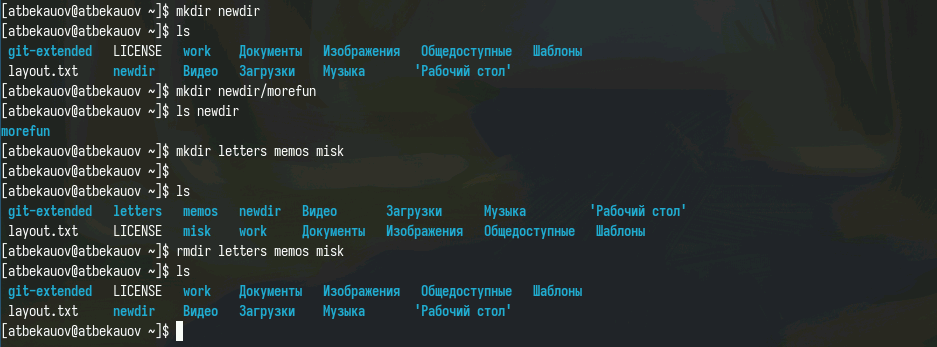 [atbekauov@atbekauov ~]$ mkdir newdir
[atbekauov@atbekauov ~]$ ls
git-extended LICENSE work Документы Изображения Общедоступные Шаблоны
layout.txt newdir Видео Загрузки Музыка 'Рабочий стол'
[atbekauov@atbekauov ~]$ mkdir newdir/morefun
[atbekauov@atbekauov ~]$ ls newdir
morefun
[atbekauov@atbekauov ~]$ mkdir letters memos misk
[atbekauov@atbekauov ~]$
[atbekauov@atbekauov ~]$ ls
git-extended letters memos newdir Видео Загрузки Музыка 'Рабочий стол'
layout.txt LICENSE misk work Документы Изображения Общедоступные Шаблоны
[atbekauov@atbekauov ~]$ rmdir letters memos misk
[atbekauov@atbekauov ~]$ ls
git-extended LICENSE work Документы Изображения Общедоступные Шаблоны
layout.txt newdir Видео Загрузки Музыка 'Рабочий стол'
[atbekauov@atbekauov ~]$